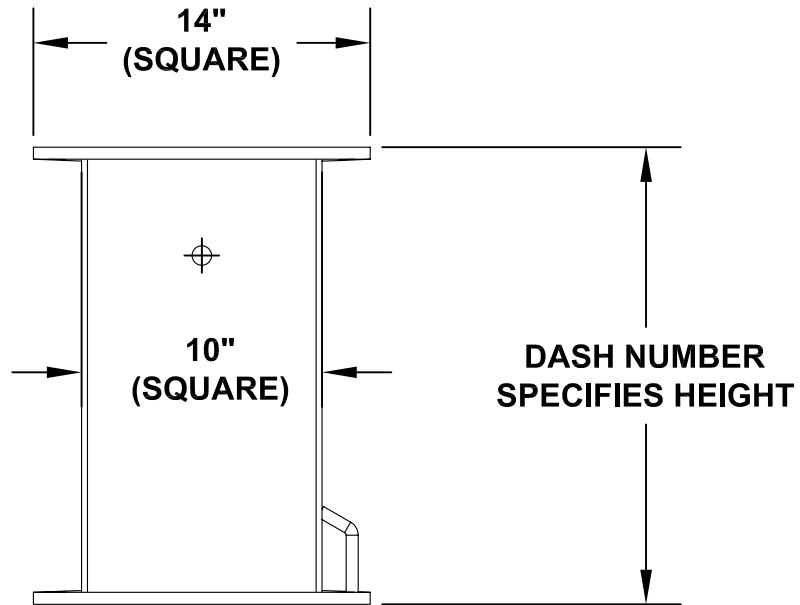 14"
(SQUARE)
10"
(SQUARE)
DASH NUMBER
SPECIFIES HEIGHT